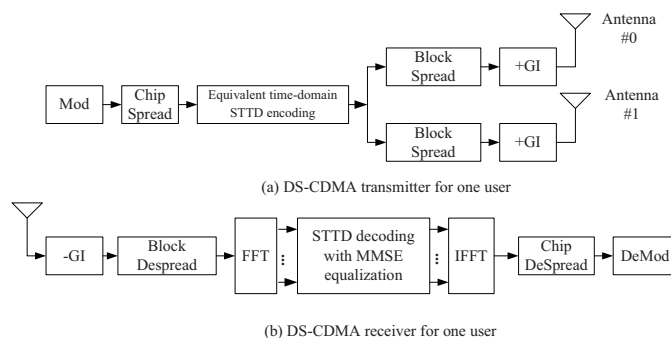 Antenna
#0
Block
Spread
+GI
Mod
Chip
Spread
Equivalent time-domain
STTD encoding
Antenna
#1
Block
Spread
+GI
(a) DS-CDMA transmitter for one user
-GI
Block
Despread
FFT
STTD decoding
with MMSE
equalization
IFFT
Chip
DeSpread
DeMod
(b) DS-CDMA receiver for one user